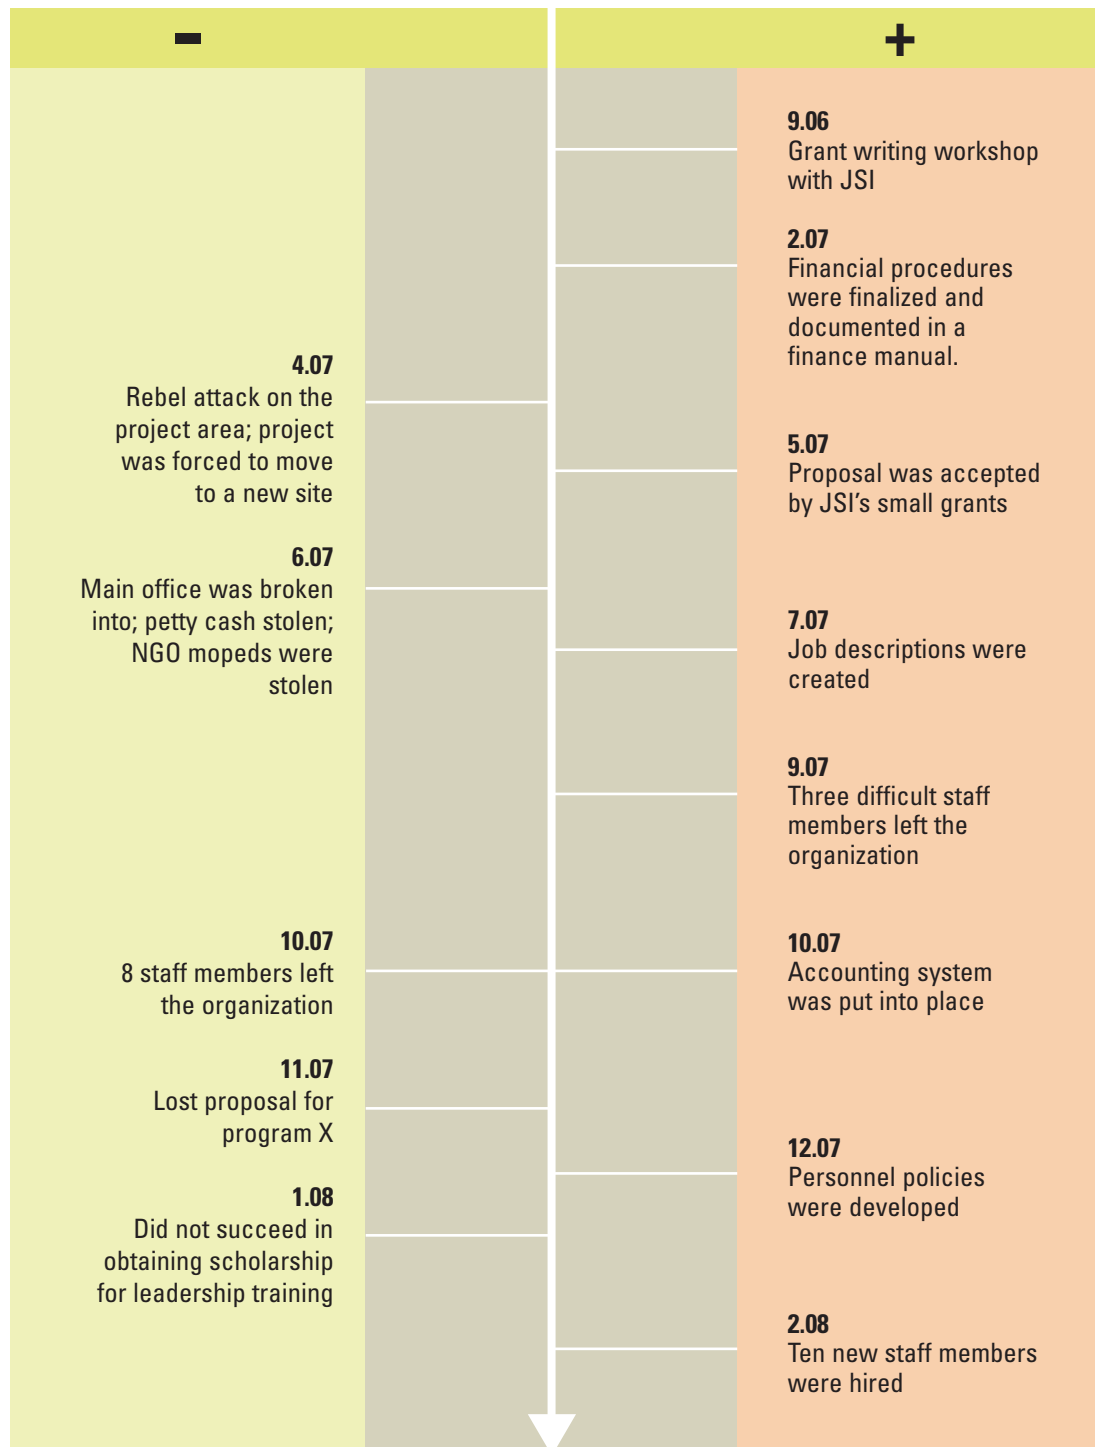 -
+
9.06
Grant writing workshop
with JSI
2.07
Financial procedures
were finalized and
documented in a
finance manual.
4.07
Rebel attack on the
project area; project
was forced to move
to a new site
5.07
Proposal was accepted
by JSI’s small grants
6.07
Main office was broken
into; petty cash stolen;
NGO mopeds were
stolen
7.07
Job descriptions were
created
9.07
Three difficult staff
members left the
organization
10.07
8 staff members left
the organization
10.07
Accounting system
was put into place
11.07
Lost proposal for
program X
12.07
Personnel policies
were developed
1.08
Did not succeed in
obtaining scholarship
for leadership training
2.08
Ten new staff members
were hired